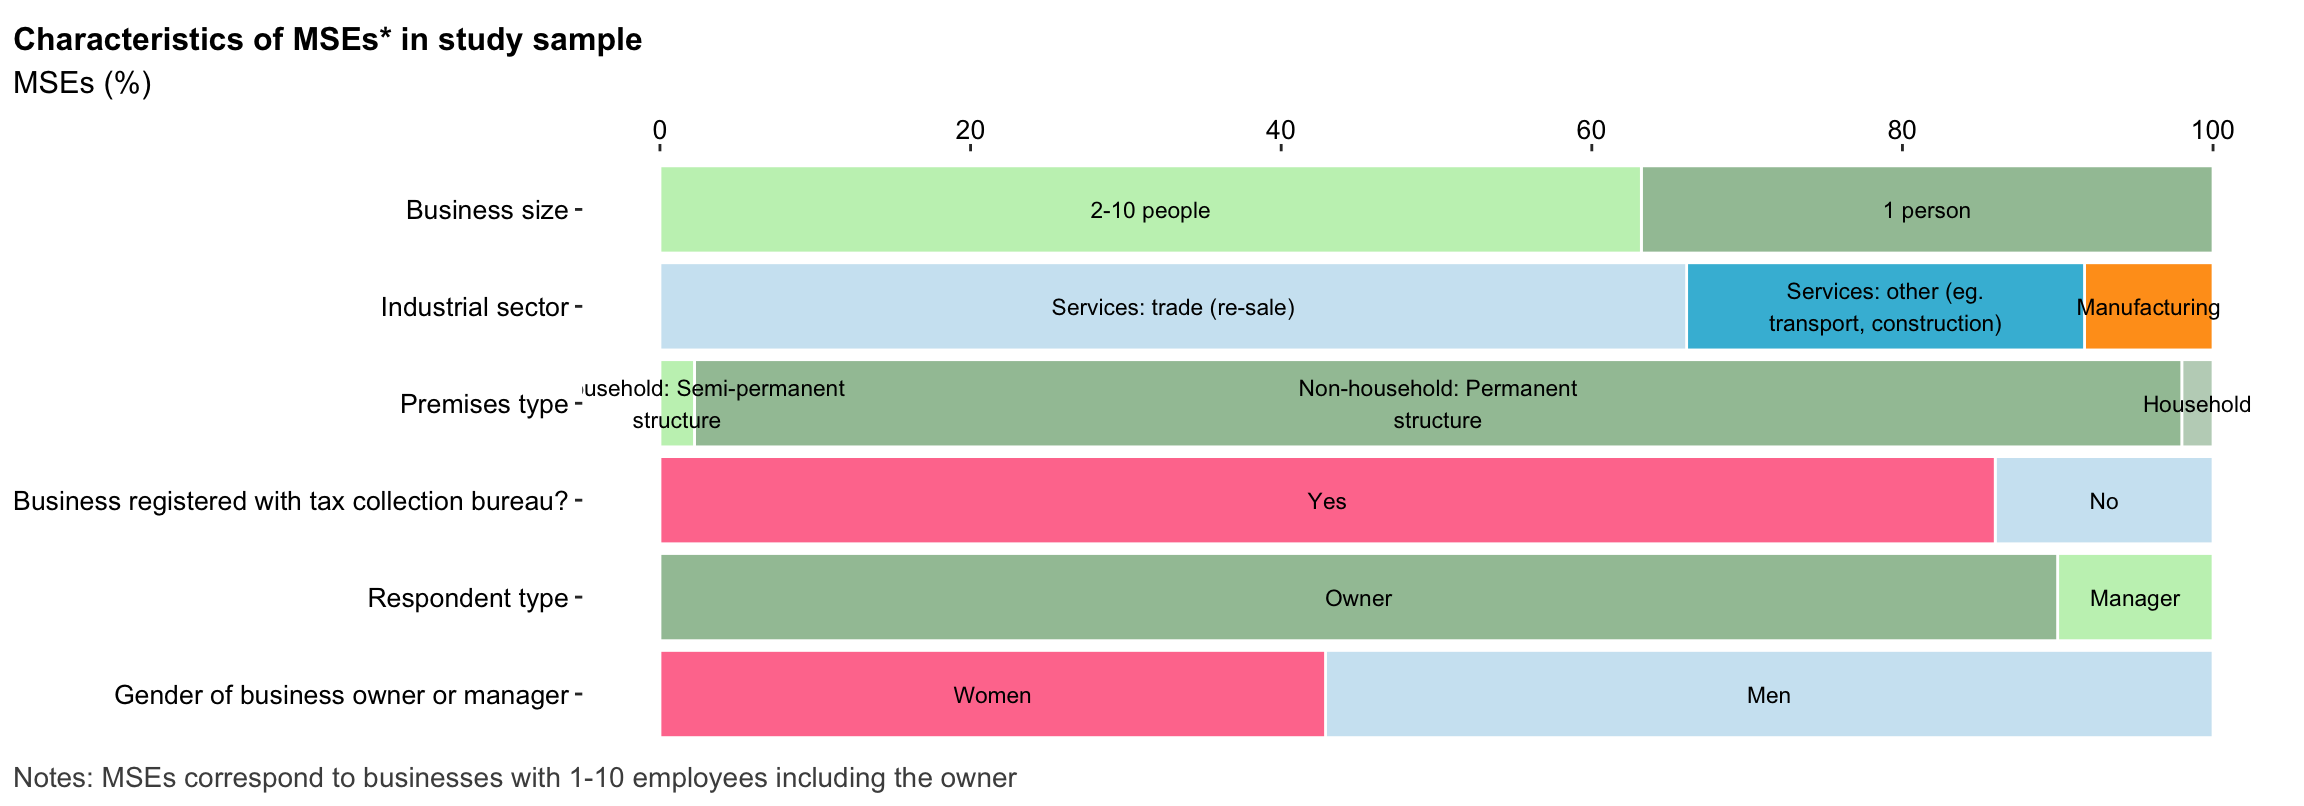 Characteristics of MSEs* in study sample
MSEs (%)
0 20 40 60 80 100
Business size 2-10 people 1 person
Industrial sector Services: trade (re-sale) Services: other (eg.
transport, construction) Manufacturing
Premises type : Semi-permanent
structure Non-household: Permanent
structure Household
Business registered with tax collection bureau? Yes No
Respondent type Owner Manager
Gender of business owner or manager Women Men
Notes: MSEs correspond to businesses with 1-10 employees including the owner